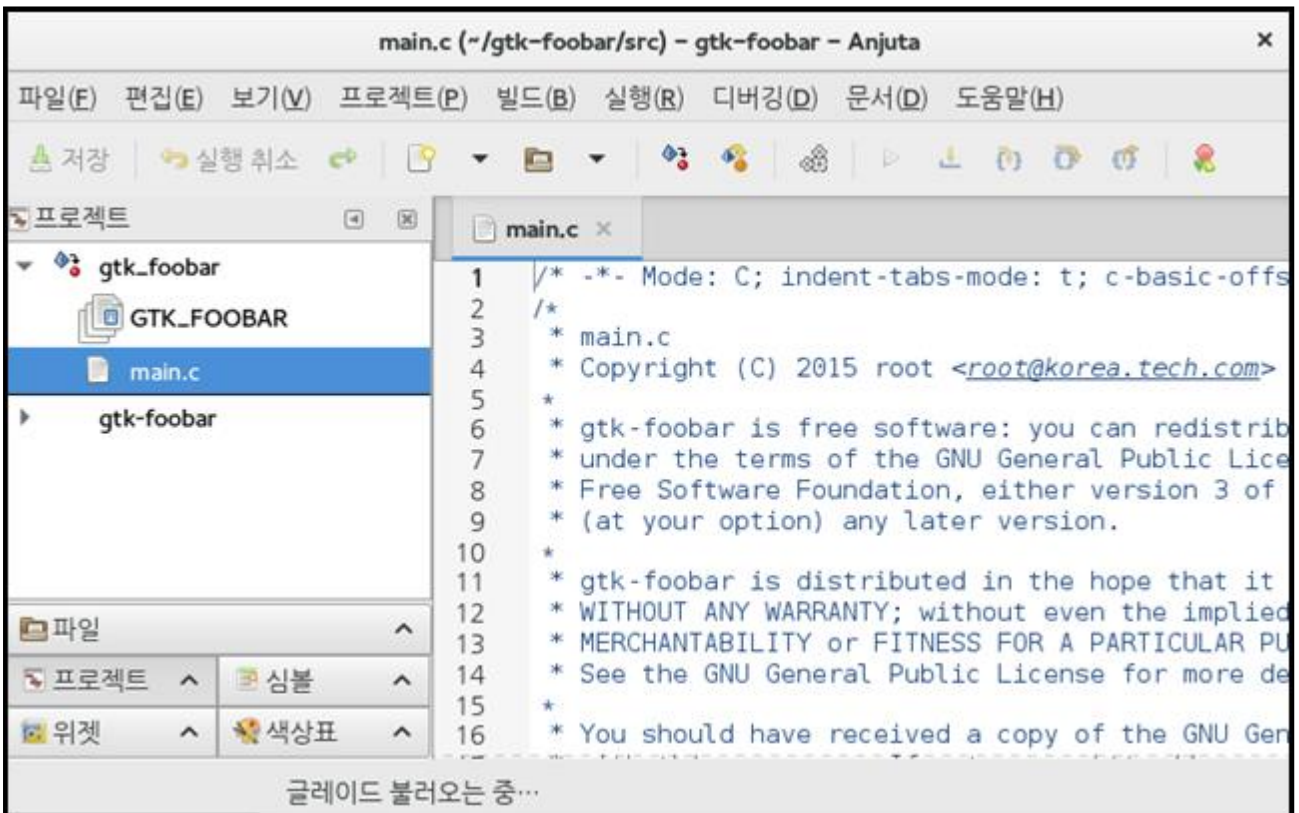 main.c (~/gtk-foobar/src) – gtk-foobar – Anjuta
파일(F) 편집(E) 보기(V) 프로젝트(P) 빌드(B) 실행(R) 디버깅(D) 문서(D) 도움말(H)
저장 실행 취소
프로젝트
gtk_foobar
GTK_FOOBAR
main.c
gtk-foobar
파일
프로젝트 심볼
위젯 색상표
main.c
1 /* -*- Mode: C; indent-tabs-mode: t; c-basic-offs
2 /*
3 * main.c
4 * Copyright (C) 2015 root <root@korea.tech.com>
5 *
6 * gtk-foobar is free software: you can redistrib
7 * under the terms of the GNU General Public Lice
8 * Free Software Foundation, either version 3 of
9 * (at your option) any later version.
10 *
11 * gtk-foobar is distributed in the hope that it
12 * WITHOUT ANY WARRANTY; without even the implied
13 * MERCHANTABILITY or FITNESS FOR A PARTICULAR PU
14 * See the GNU General Public License for more de
15 *
16 * You should have received a copy of the GNU Gen
글레이드 불러오는 중…